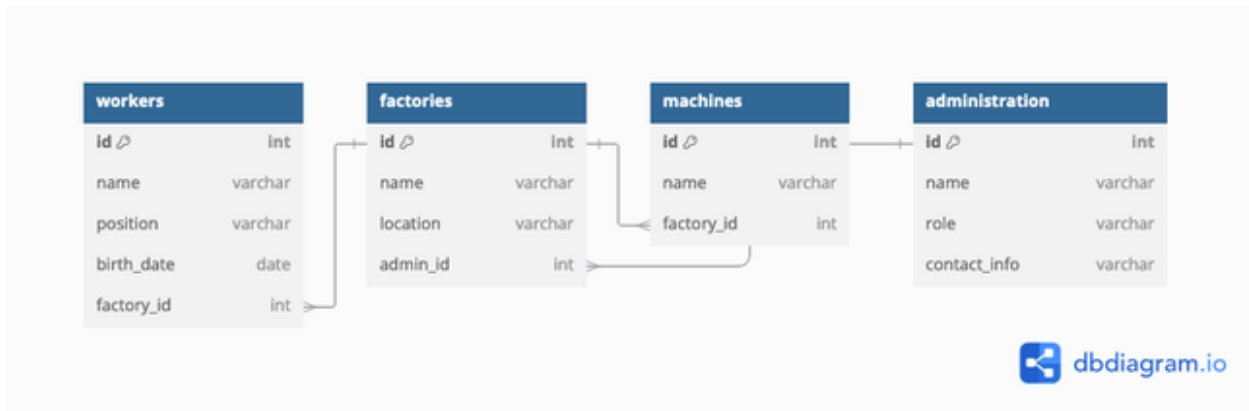 workers
id int
name varchar
position varchar
birth_date date
factory_id int
factories
id int
name varchar
location varchar
admin_id int
machines
id int
name varchar
factory_id int
administration
id int
name varchar
role varchar
contact_info varchar
dbdiagram.io